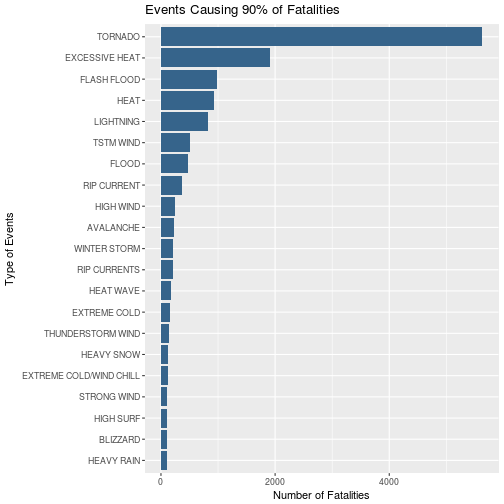 Events Causing 90% of Fatalities
Type of Events
TORNADO
EXCESSIVE HEAT
FLASH FLOOD
HEAT
LIGHTNING
TSTM WIND
FLOOD
RIP CURRENT
HIGH WIND
AVALANCHE
WINTER STORM
RIP CURRENTS
HEAT WAVE
EXTREME COLD
THUNDERSTORM WIND
HEAVY SNOW
EXTREME COLD/WIND CHILL
STRONG WIND
HIGH SURF
BLIZZARD
HEAVY RAIN
0 2000 4000
Number of Fatalities